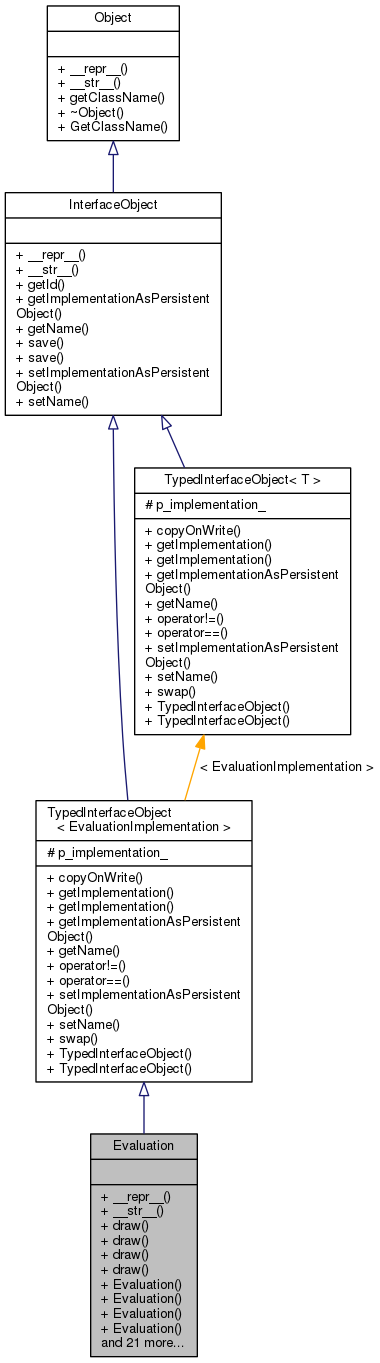 Object
+ __repr__()
+ __str__()
+ getClassName()
+ ~Object()
+ GetClassName()
InterfaceObject
+ __repr__()
+ __str__()
+ getId()
+ getImplementationAsPersistent
Object()
+ getName()
+ save()
+ save()
+ setImplementationAsPersistent
Object()
+ setName()
TypedInterfaceObject< T >
# p_implementation_
+ copyOnWrite()
+ getImplementation()
+ getImplementation()
+ getImplementationAsPersistent
Object()
+ getName()
+ operator!=()
+ operator==()
+ setImplementationAsPersistent
Object()
+ setName()
+ swap()
+ TypedInterfaceObject()
+ TypedInterfaceObject()
< EvaluationImplementation >
TypedInterfaceObject
< EvaluationImplementation >
# p_implementation_
+ copyOnWrite()
+ getImplementation()
+ getImplementation()
+ getImplementationAsPersistent
Object()
+ getName()
+ operator!=()
+ operator==()
+ setImplementationAsPersistent
Object()
+ setName()
+ swap()
+ TypedInterfaceObject()
+ TypedInterfaceObject()
Evaluation
+ __repr__()
+ __str__()
+ draw()
+ draw()
+ draw()
+ draw()
+ Evaluation()
+ Evaluation()
+ Evaluation()
+ Evaluation()
and 21 more...